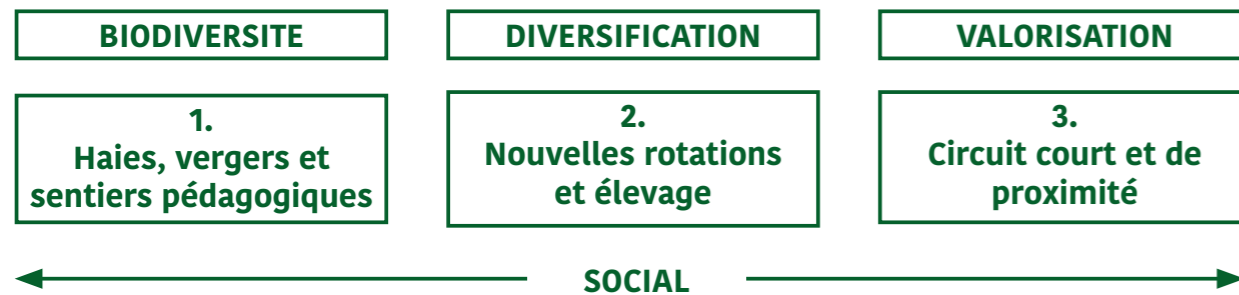 BIODIVERSITE
DIVERSIFICATION
VALORISATION
1.
Haies, vergers et
sentiers pédagogiques
2.
Nouvelles rotations
et élevage
3.
Circuit court et de
proximité
SOCIAL